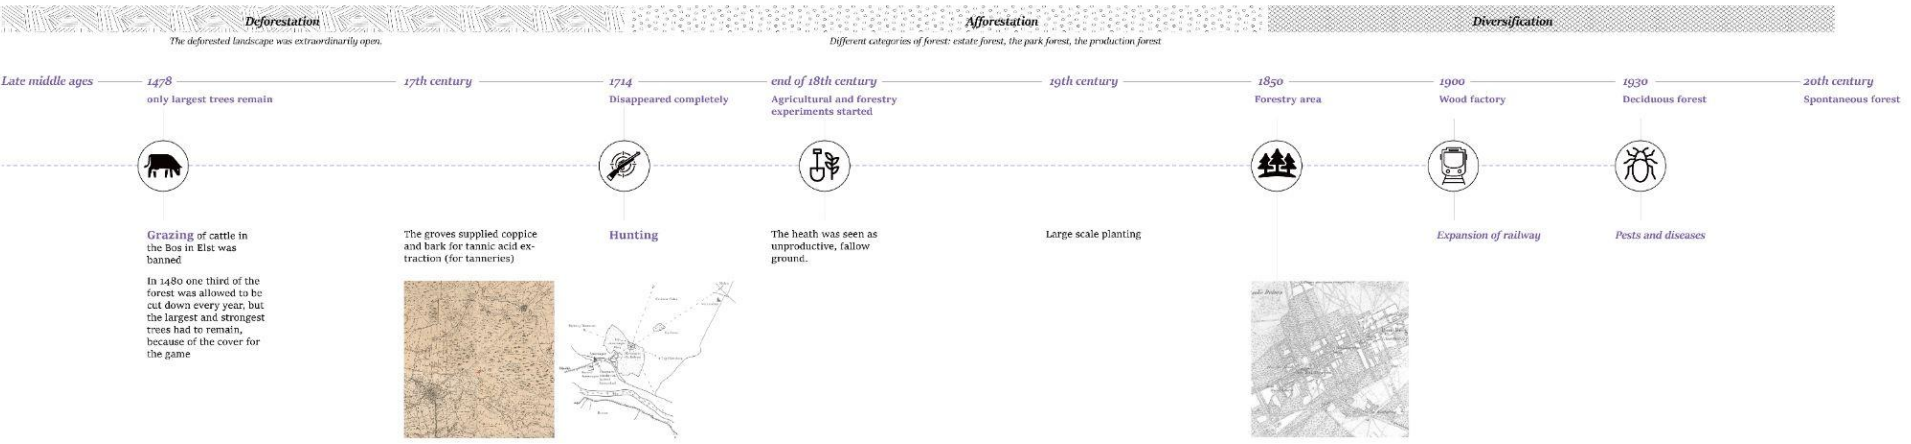 Deforestation
Afforestation
Diversification
The deforested landscape was extraordinarily open.
Different categories of forest: estate forest, the park forest, the production forest
Late middle ages
1478
17th century
1714
end of 18th century
19th century
1850
1900
1930
20th century
only largest trees remain
Disappeared completely
Agricultural and forestry
experiments started
Forestry area
Wood factory
Deciduous forest
Spontaneous forest
Grazing of cattle in
the Bos in Elst was
banned
In 1480 one third of the
forest was allowed to be
cut down every year, but
the largest and strongest
trees had to remain,
because of the cover for
the game
The groves supplied coppice
and bark for tannic acid ex-
traction (for tanneries)
Hunting
The heath was seen as
unproductive, fallow
ground.
Large scale planting
Expansion of railway
Pests and diseases